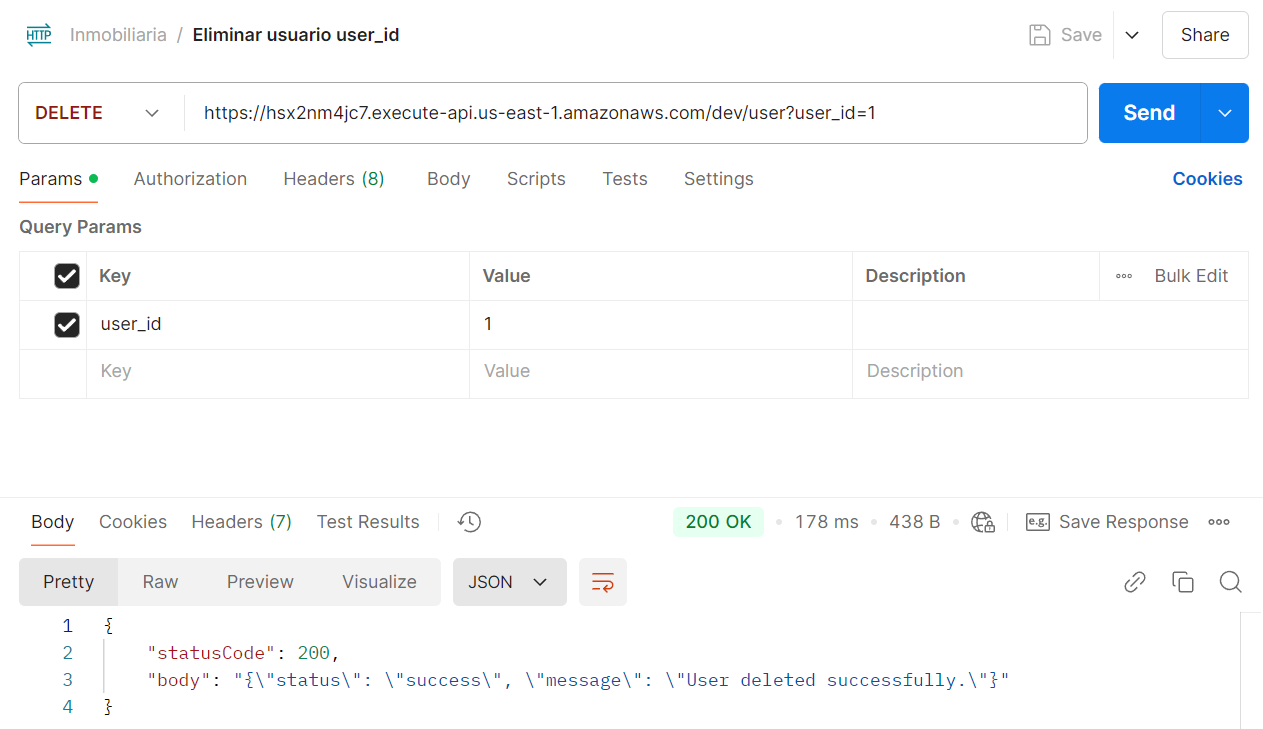 HTTP Inmobiliaria / Eliminar usuario user_id Save Share
DELETE https://hsx2nm4jc7.execute-api.us-east-1.amazonaws.com/dev/user?user_id=1 Send
Params Authorization Headers (8) Body Scripts Tests Settings Cookies
Query Params
Key Value Description Bulk Edit
user_id 1
Key Value Description
Body Cookies Headers (7) Test Results 200 OK 178 ms 438 B e.g. Save Response
Pretty Raw Preview Visualize JSON
1 {
2 "statusCode": 200,
3 "body": "{\"status\": \"success\", \"message\": \"User deleted successfully.\"}"
4 }